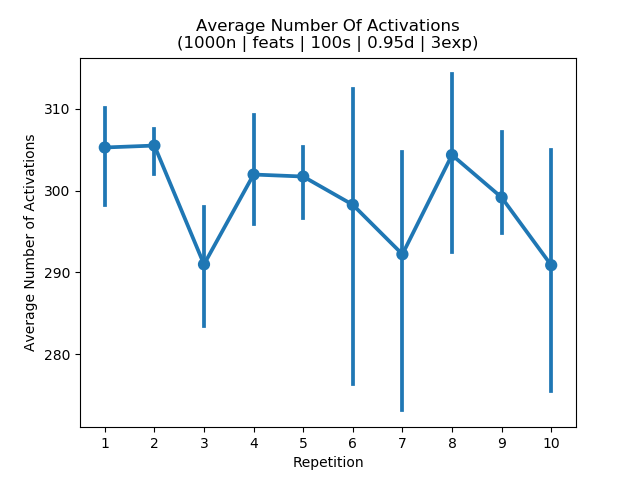 Average Number Of Activations
(1000n | feats | 100s | 0.95d | 3exp)
Average Number of Activations
310
300
290
280
1 2 3 4 5 6 7 8 9 10
Repetition